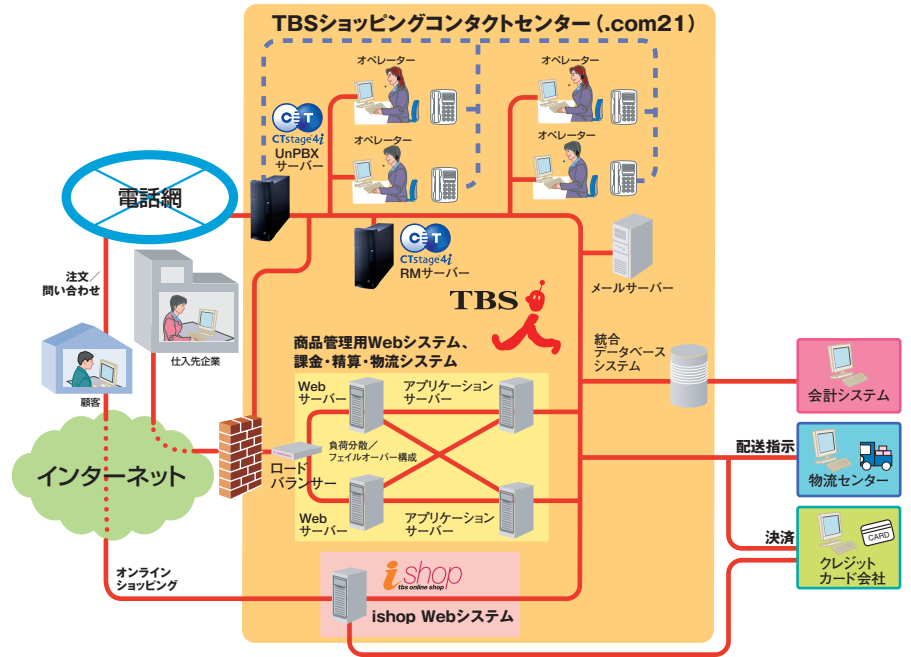 TBSショッピングコンタクトセンター（.com21）
オペレーター
オペレーター
CT
CTstage4i
UnPBX
サーバー
オペレーター
オペレーター
電話網
CT
CTstage4i
RMサーバー
メールサーバー
注文／
問い合わせ
TBS
仕入先企業
顧客
商品管理用Webシステム、
課金・精算・物流システム
統合
データベース
システム
Web
サーバー
アプリケーション
サーバー
会計システム
負荷分散／
フェイルオーバー構成
配送指示
インターネット
ロード
バランサー
物流センター
Web
サーバー
アプリケーション
サーバー
決済
CARD
クレジット
カード会社
オンライン
ショッピング
ishop
tbs online shop
ishop Webシステム